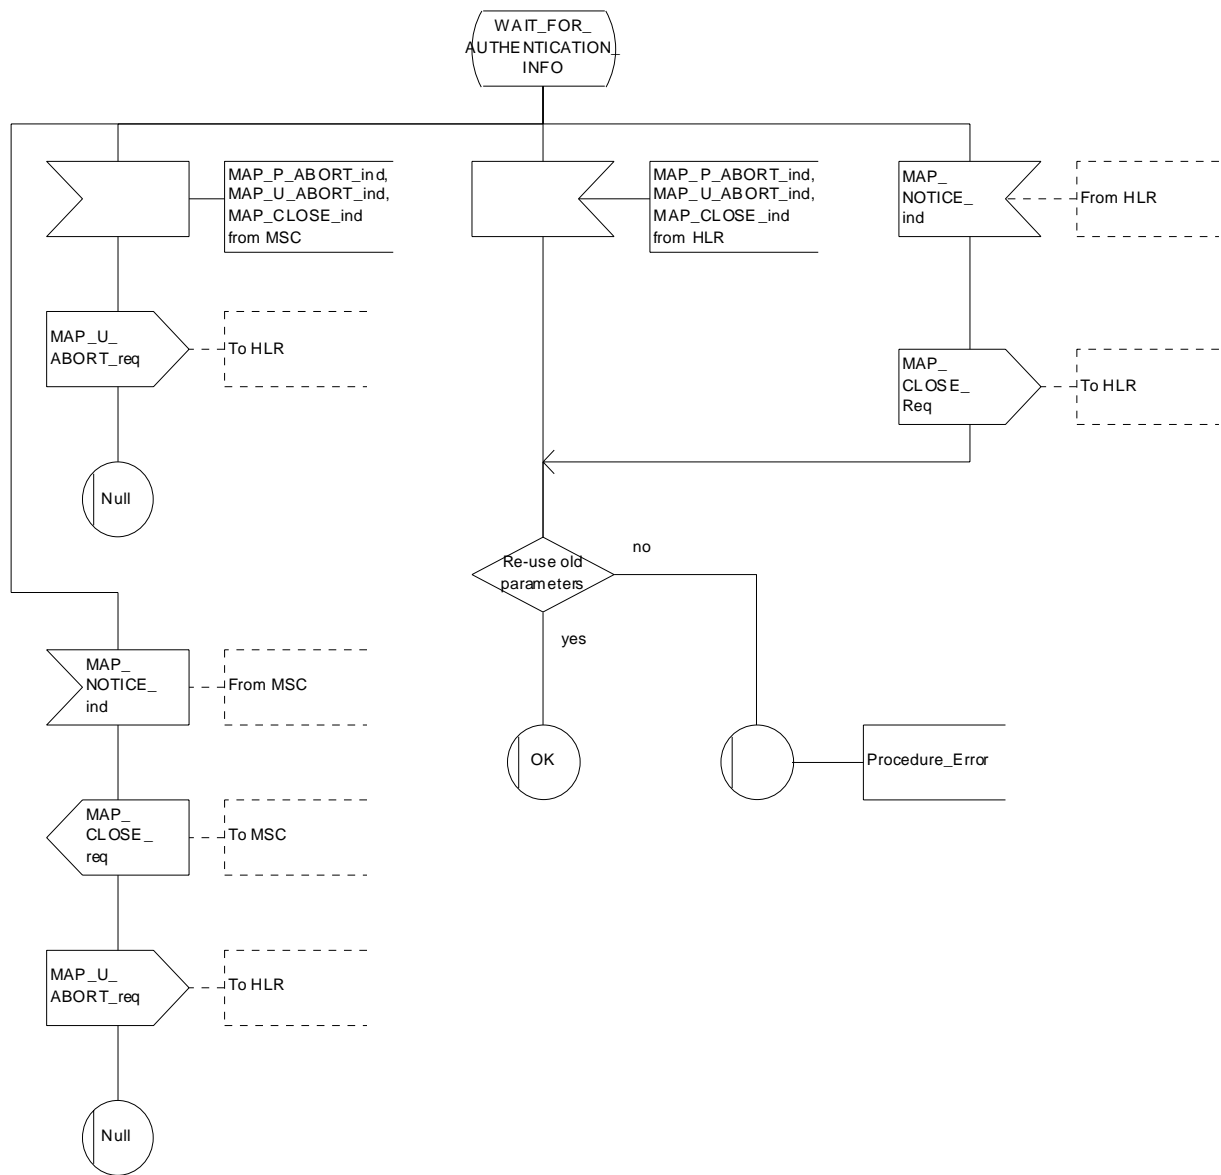 WAIT_FOR_
AUTHENTICATION_
INFO
MAP_P_ABORT_ind,
MAP_U_ABORT_ind,
MAP_CLOSE_ind
from MSC
MAP_P_ABORT_ind,
MAP_U_ABORT_ind,
MAP_CLOSE_ind
from HLR
MAP_
NOTICE_
ind
From HLR
MAP_U_
ABORT_req
To HLR
MAP_
CLOSE_
Req
To HLR
Null
Re-use old
parameters
no
yes
MAP_
NOTICE_
ind
From MSC
OK
Procedure_Error
MAP_
CLOSE_
req
To MSC
MAP_U_
ABORT_req
To HLR
Null